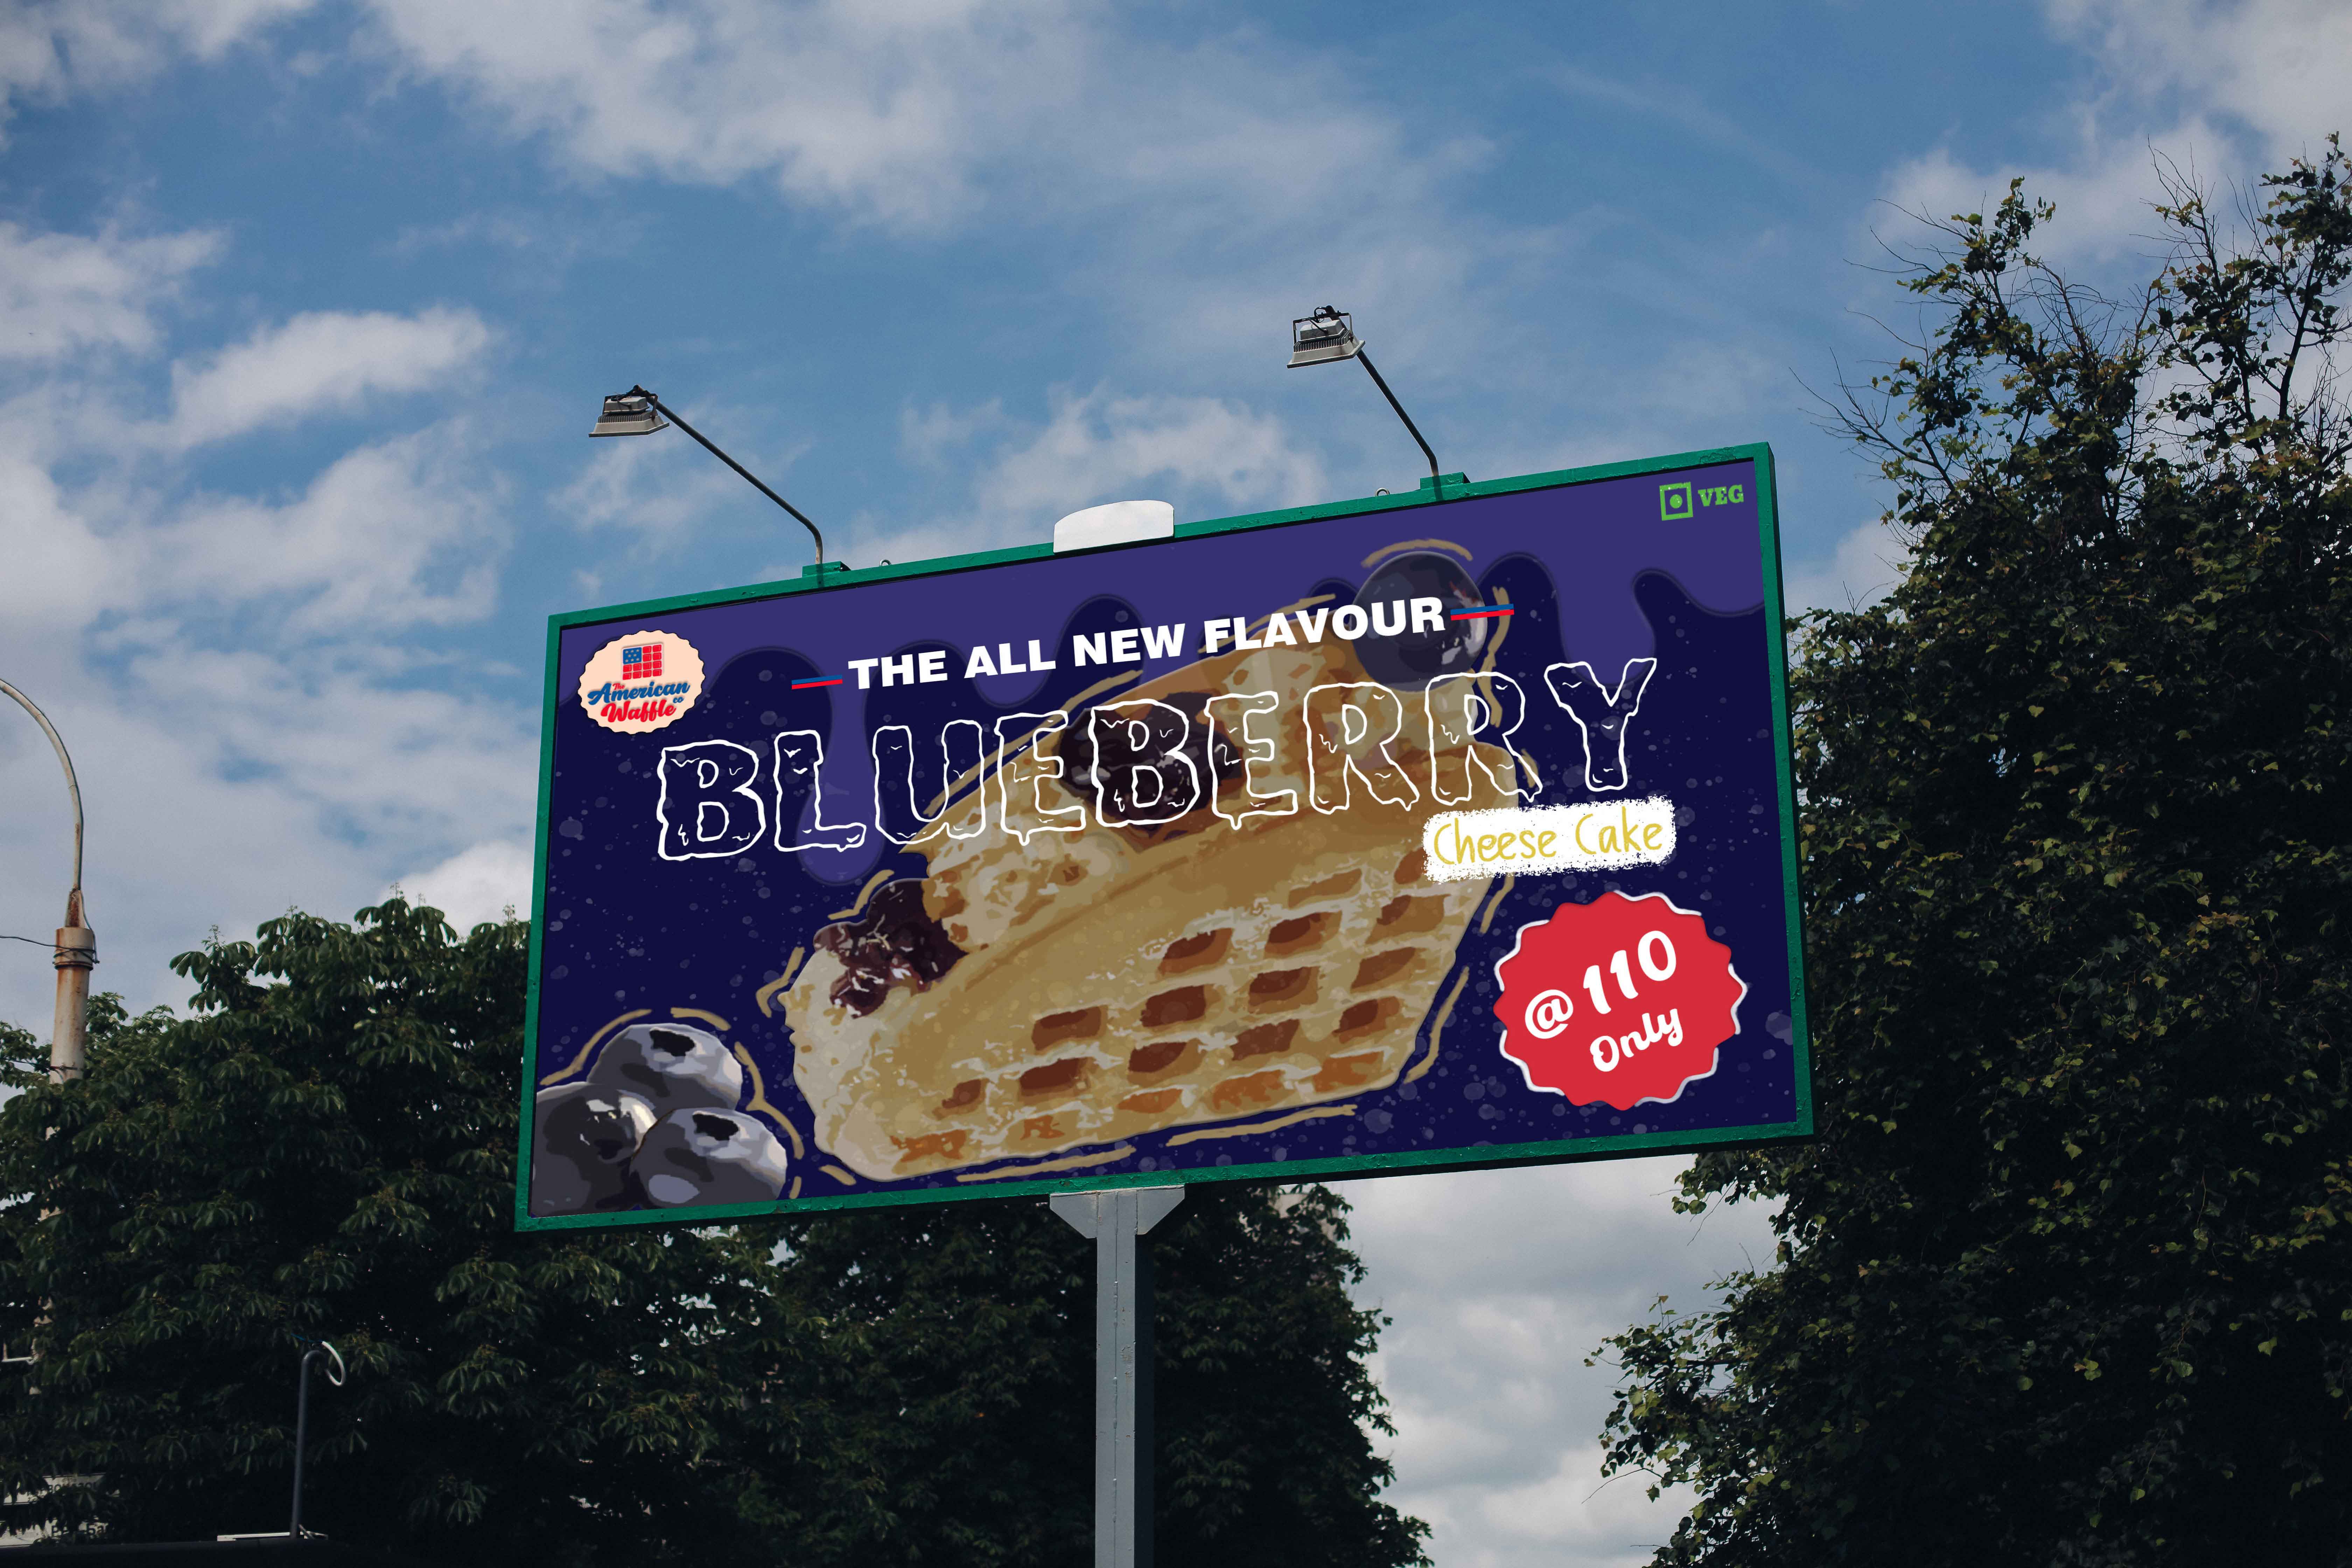 VEG
The
American
Waffle co
THE ALL NEW FLAVOUR
BLUEBERRY
Cheese Cake
@ 110
Only